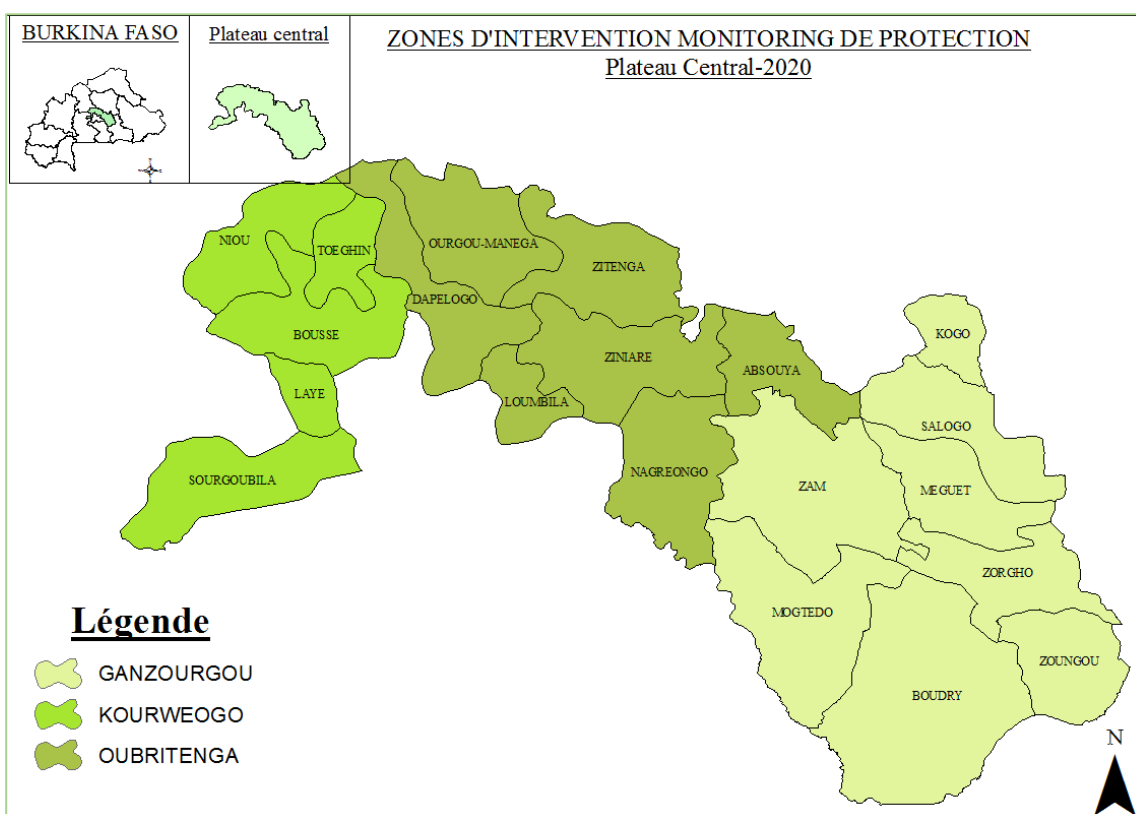 BURKINA FASO
Plateau central
ZONES D'INTERVENTION MONITORING DE PROTECTION
Plateau Central-2020
NIOU
TOEGHIN
OURGOU-MANEGA
ZITENGA
DAPELOGO
BOUSSE
KOGO
ZINIARE
ABSOUYA
LAYE
LOUMBILA
SALOGO
SOURGOUBILA
NAGREONGO
ZAM
MEGUET
ZORGHO
MOGTEDO
ZOUNGOU
BOUDRY
Légende
GANZOURGOU
KOURWEOGO
OUBRITENGA
N